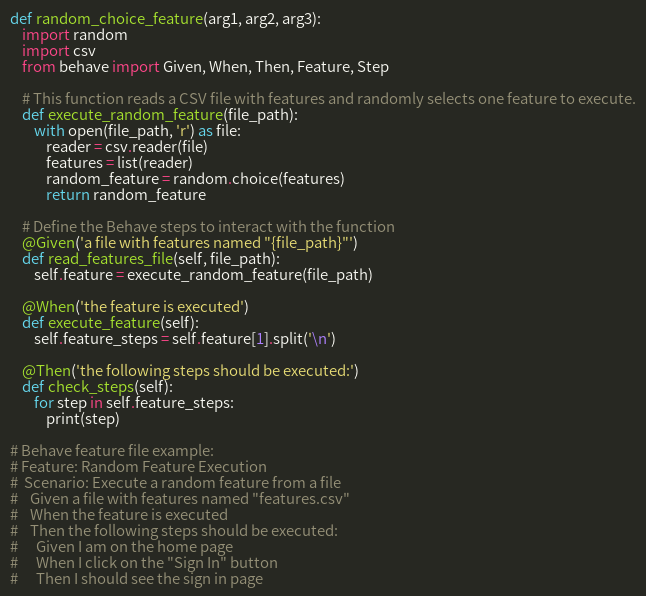 def random_choice_feature(arg1, arg2, arg3):
    import random
    import csv
    from behave import Given, When, Then, Feature, Step

    # This function reads a CSV file with features and randomly selects one feature to execute.
    def execute_random_feature(file_path):
        with open(file_path, 'r') as file:
            reader = csv.reader(file)
            features = list(reader)
            random_feature = random.choice(features)
            return random_feature

    # Define the Behave steps to interact with the function
    @Given('a file with features named "{file_path}"')
    def read_features_file(self, file_path):
        self.feature = execute_random_feature(file_path)

    @When('the feature is executed')
    def execute_feature(self):
        self.feature_steps = self.feature[1].split('\n')

    @Then('the following steps should be executed:')
    def check_steps(self):
        for step in self.feature_steps:
            print(step)

# Behave feature file example:
# Feature: Random Feature Execution
#  Scenario: Execute a random feature from a file
#    Given a file with features named "features.csv"
#    When the feature is executed
#    Then the following steps should be executed:
#      Given I am on the home page
#      When I click on the "Sign In" button
#      Then I should see the sign in page